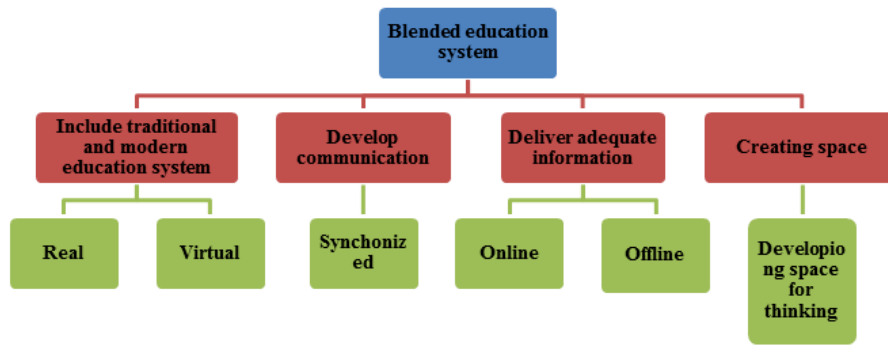 Blended education
system
Include traditional
and modern
education system
Develop
communication
Deliver adequate
information
Creating space
Real
Virtual
Synchoniz
ed
Online
Offline
Developio
ng space
for
thinking